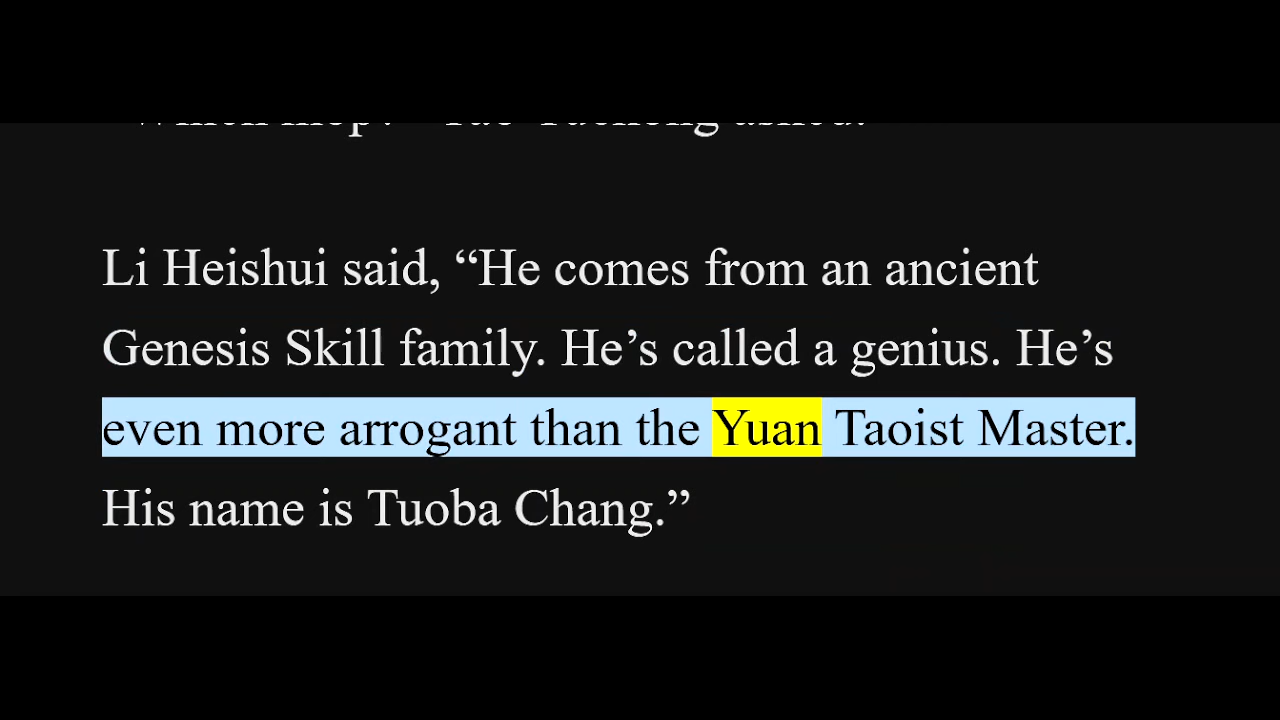 asked.
Li Heishui said, “He comes from an ancient
Genesis Skill family. He’s called a genius. He’s
even more arrogant than the Yuan Taoist Master.
His name is Tuoba Chang.”